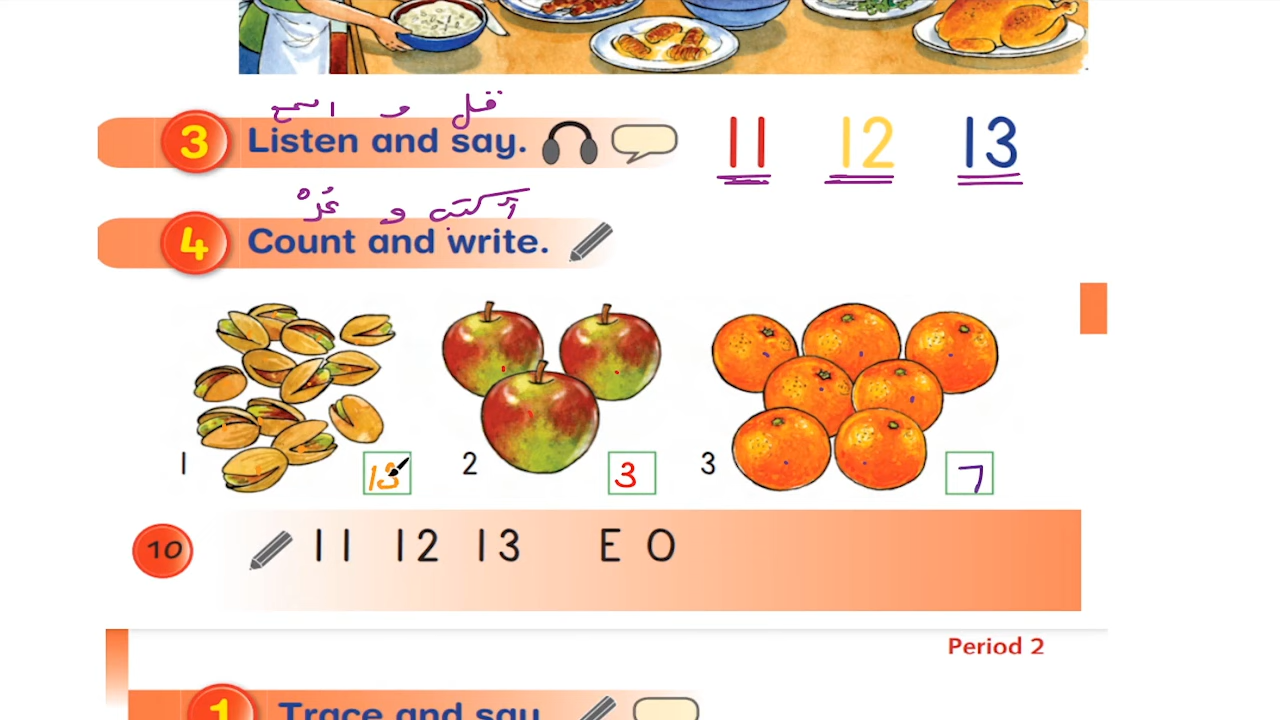 اسمع و قل
3 Listen and say. 11 12 13
عُدّ و اكتب
4 Count and write.
1 13 2 3 3 7
10 11 12 13 E O
Period 2
1 Trace and say